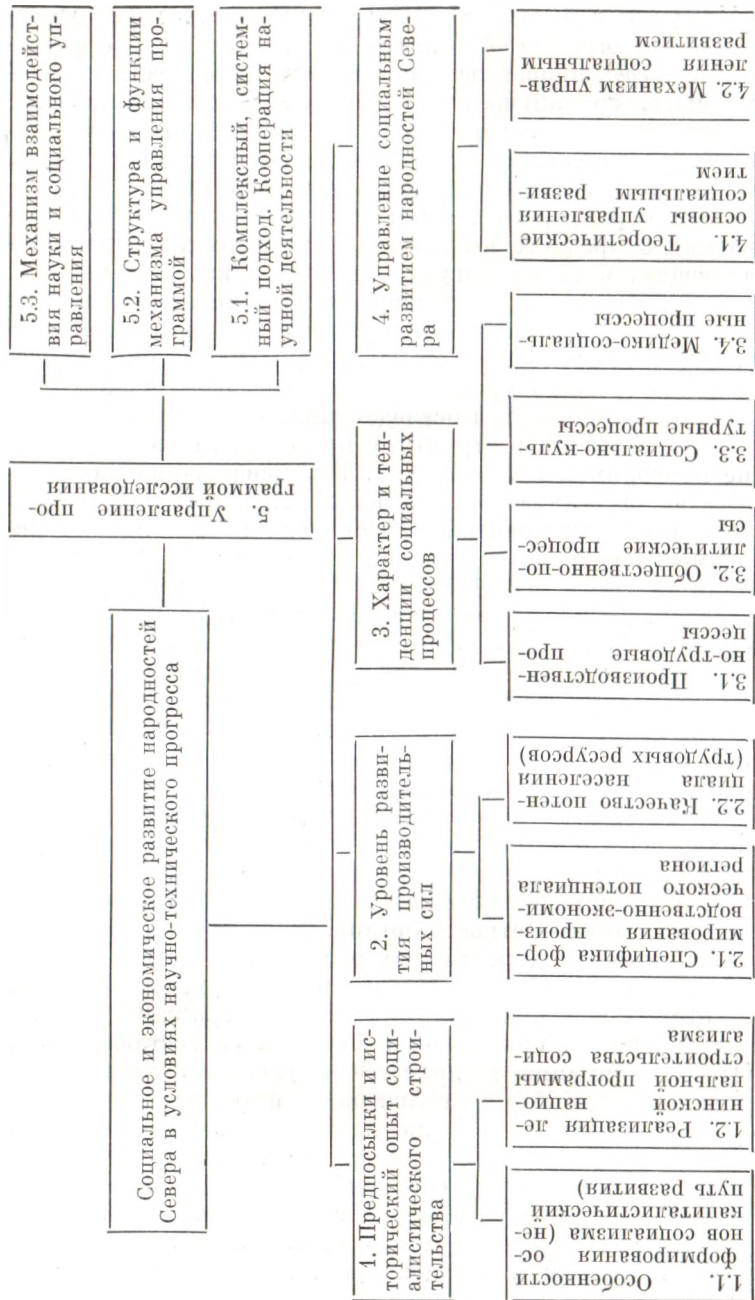 Социальное и экономическое развитие народностей
Севера в условиях научно-технического прогресса
5. Управление про-
граммой исследования
5.3. Механизм взаимодейст-
вия науки и социального уп-
равления
5.2. Структура и функции
механизма управления про-
граммой
5.1. Комплексный, систем-
ный подход. Кооперация на-
учной деятельности
1. Предпосылки и ис-
торический опыт соци-
алистического строи-
тельства
2. Уровень разви-
тия производитель-
ных сил
3. Характер и тен-
денции социальных
процессов
4. Управление социальным
развитием народностей Севе-
ра
1.1. Особенности
формирования ос-
нов социализма (не-
капиталистический
путь развития)
1.2. Реализация ле-
нинской нацио-
нальной программы
строительства соци-
ализма
2.1. Специфика фор-
мирования произ-
водственно-экономи-
ческого потенциала
региона
2.2. Качество потен-
циала населения
(трудовых ресурсов)
3.1. Производствен-
но-трудовые про-
цессы
3.2. Общественно-по-
литические процес-
сы
3.3. Социально-куль-
турные процессы
3.4. Медико-социаль-
ные процессы
4.1. Теоретические
основы управления
социальным разви-
тием
4.2. Механизм управ-
ления социальным
развитием